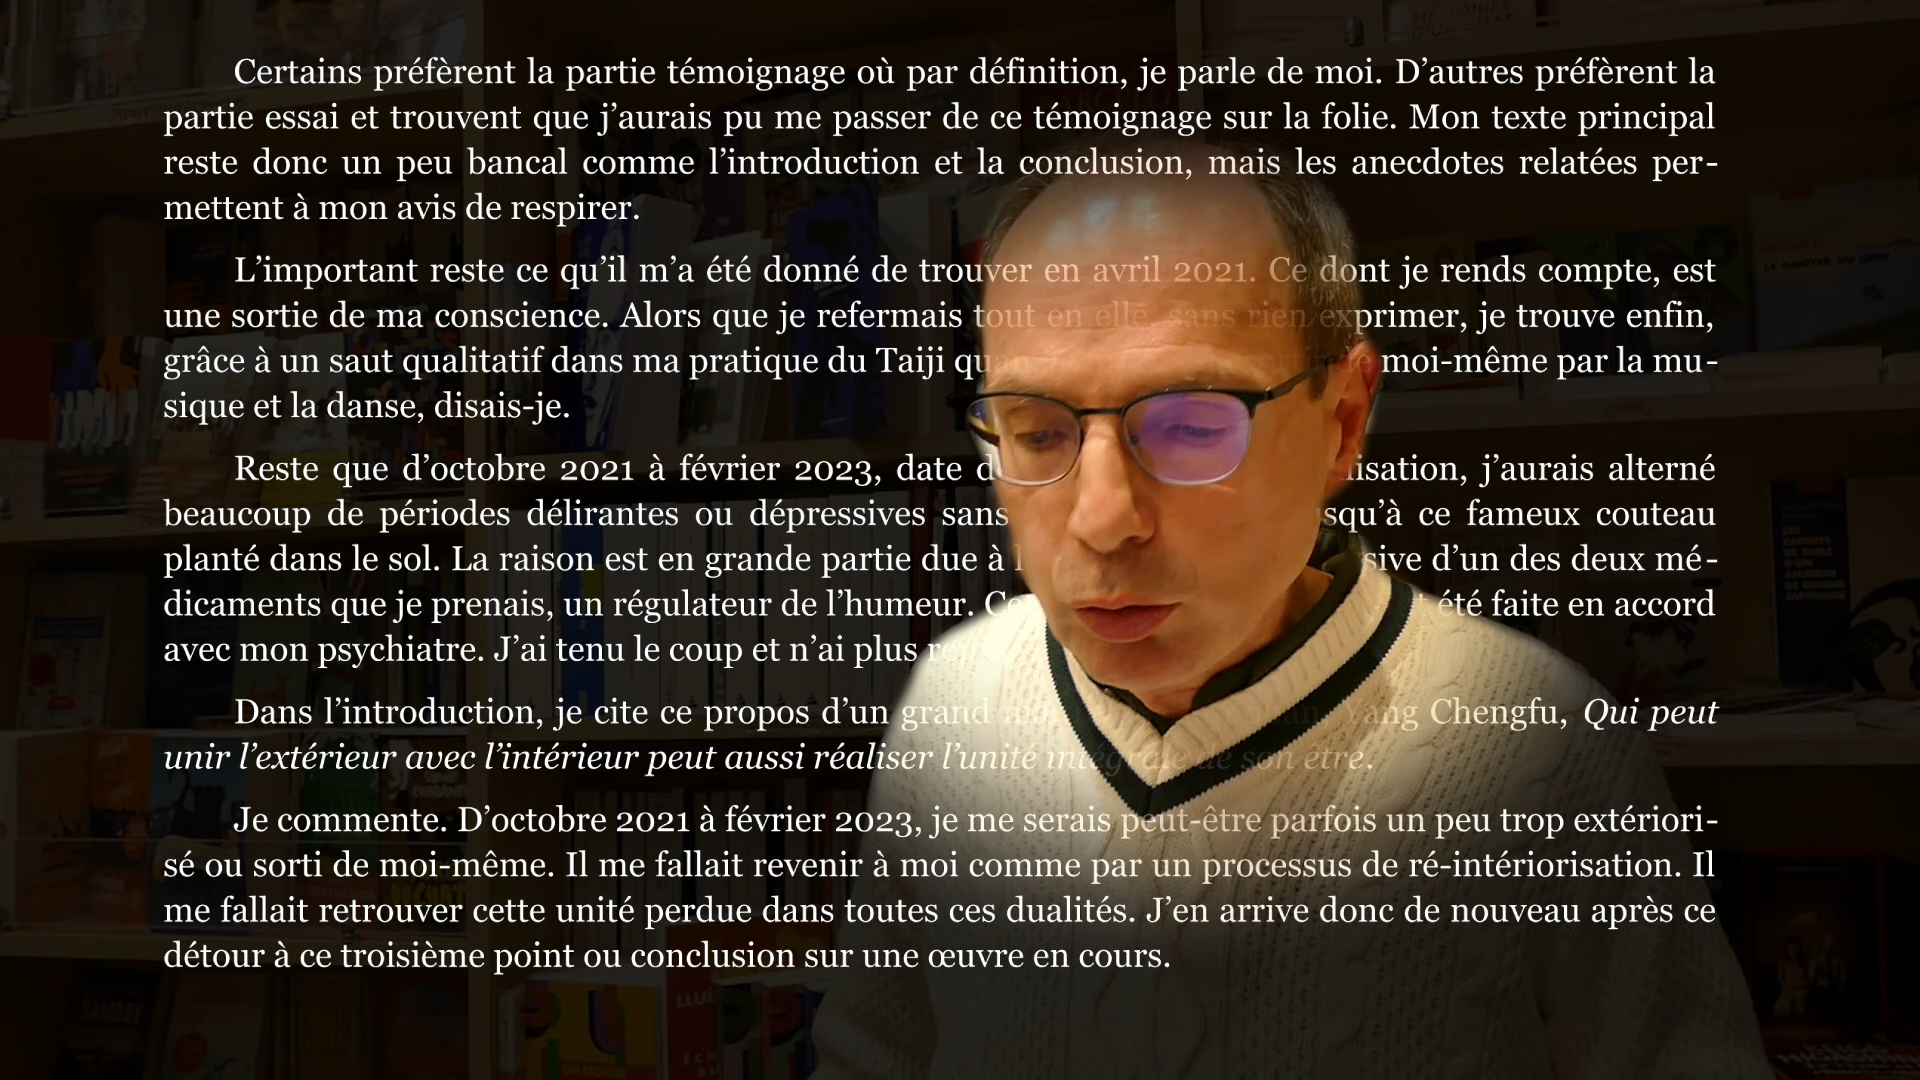 Certains préfèrent la partie témoignage où par définition, je parle de moi. D’autres préfèrent la
partie essai et trouvent que j’aurais pu me passer de ce témoignage sur la folie. Mon texte principal
reste donc un peu bancal comme l’introduction et la conclusion, mais les anecdotes relatées per-
mettent à mon avis de respirer.
L’important reste ce qu’il m’a été donné de trouver en avril 2021. Ce dont je rends compte, est
une sortie de ma conscience. Alors que je refermais tout en elle, sans rien exprimer, je trouve enfin,
grâce à un saut qualitatif dans ma pratique du Taiji moi-même par la mu-
sique et la danse, disais-je.
Reste que d’octobre 2021 à février 2023, date j’aurais alterné
beaucoup de périodes délirantes ou dépressives sans ce fameux couteau
planté dans le sol. La raison est en grande partie due à d’un des deux mé-
dicaments que je prenais, un régulateur de l’humeur. été faite en accord
avec mon psychiatre. J’ai tenu le coup et n’ai plus
Dans l’introduction, je cite ce propos d’un grand Yang Chengfu, Qui peut
unir l’extérieur avec l’intérieur peut aussi réaliser l’unité intégrale de son être.
Je commente. D’octobre 2021 à février 2023, je me serais peut-être parfois un peu trop extériori-
sé ou sorti de moi-même. Il me fallait revenir à moi comme par un processus de ré-intériorisation. Il
me fallait retrouver cette unité perdue dans toutes ces dualités. J’en arrive donc de nouveau après ce
détour à ce troisième point ou conclusion sur une œuvre en cours.